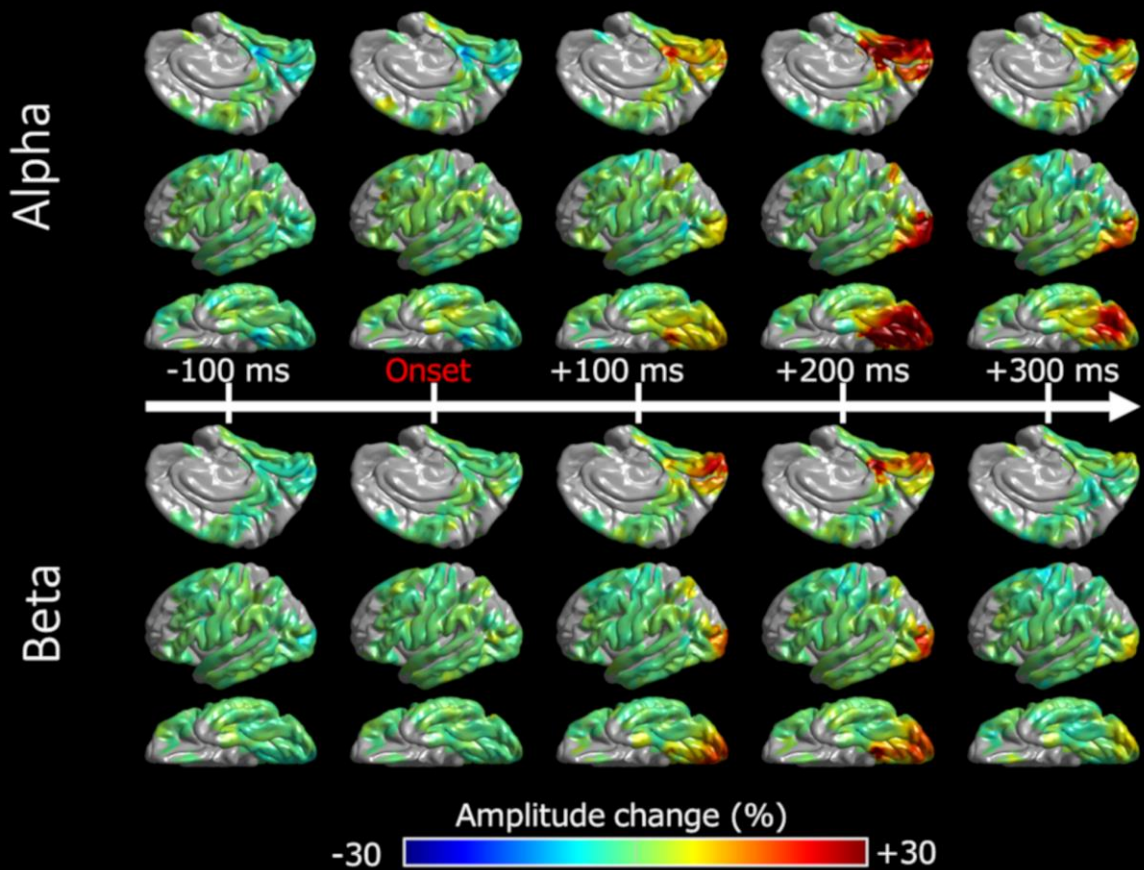 Alpha
-100 ms
Onset
+100 ms
+200 ms
+300 ms
Beta
Amplitude change (%)
-30
+30